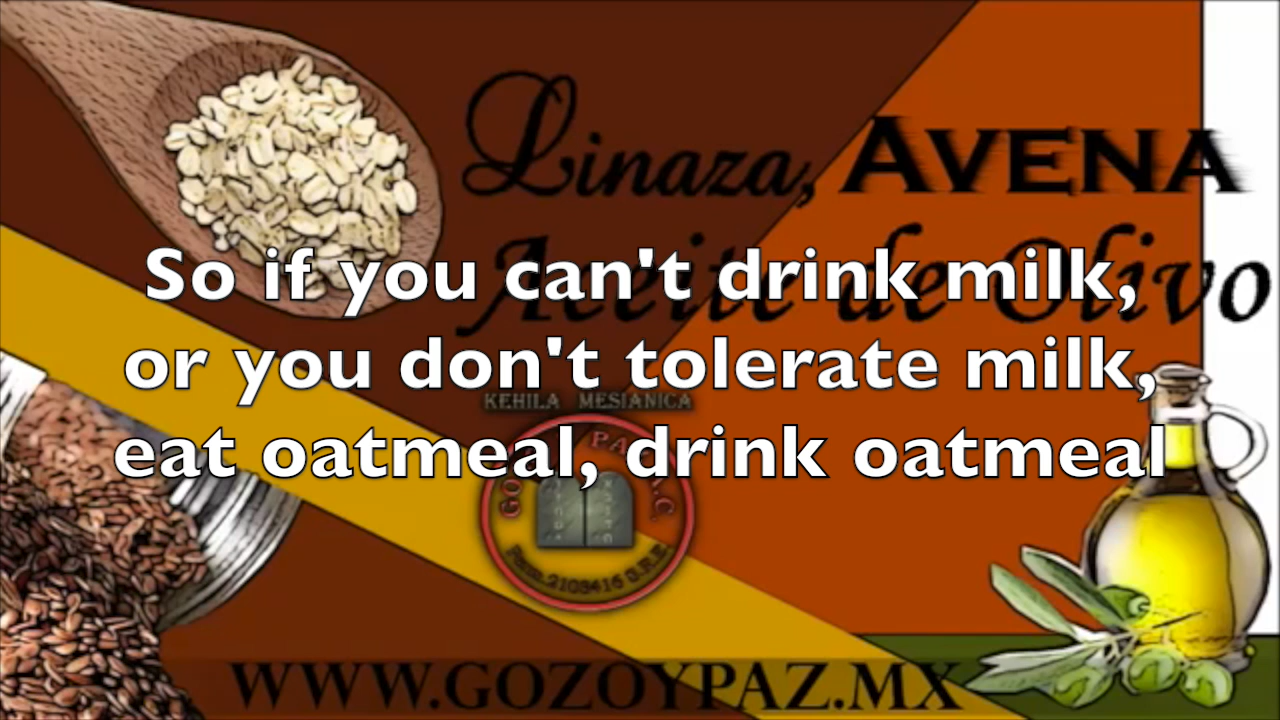 Linaza, AVENA
Aceite de Olivo
So if you can't drink milk,
or you don't tolerate milk,
eat oatmeal, drink oatmeal
KEHILA MESIANICA
WWW.GOZOYPAZ.MX